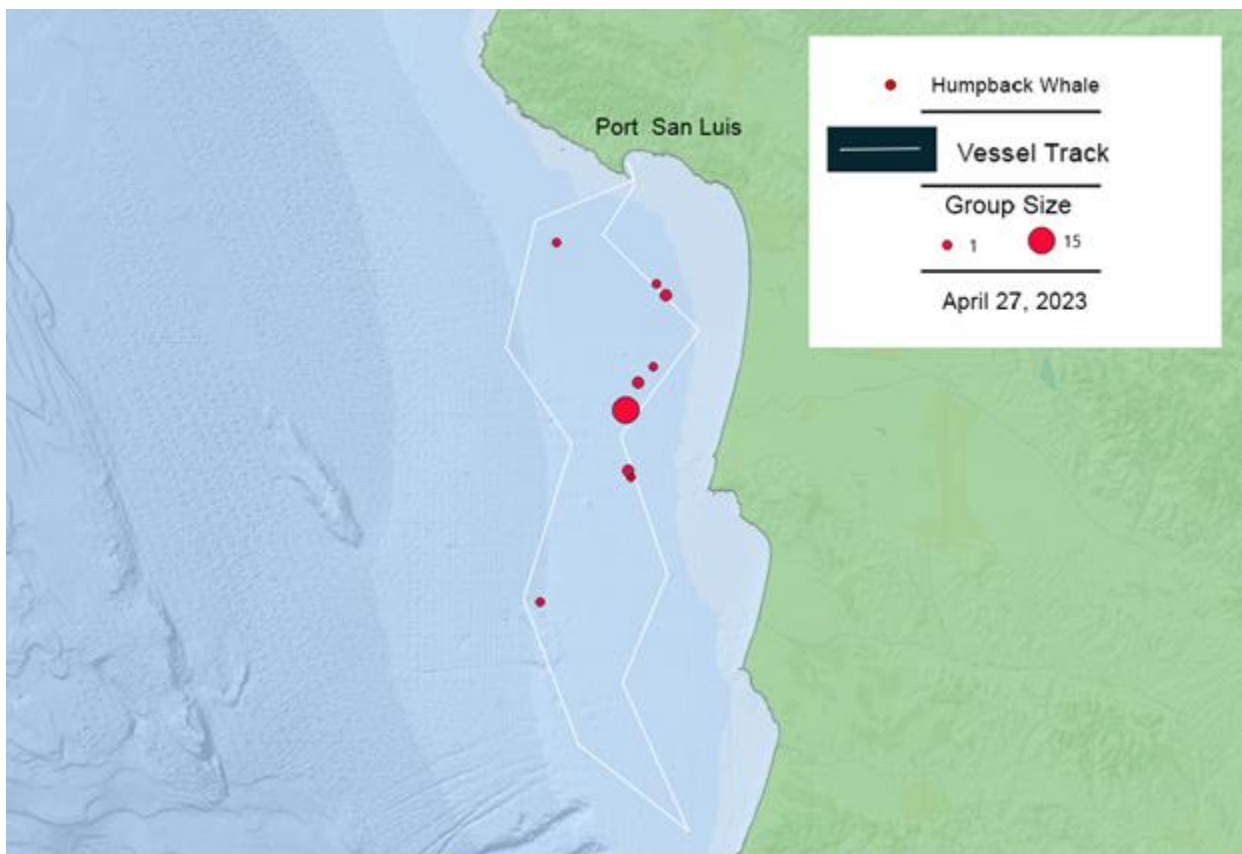 Port San Luis
Humpback Whale
Vessel Track
Group Size
1 15
April 27, 2023